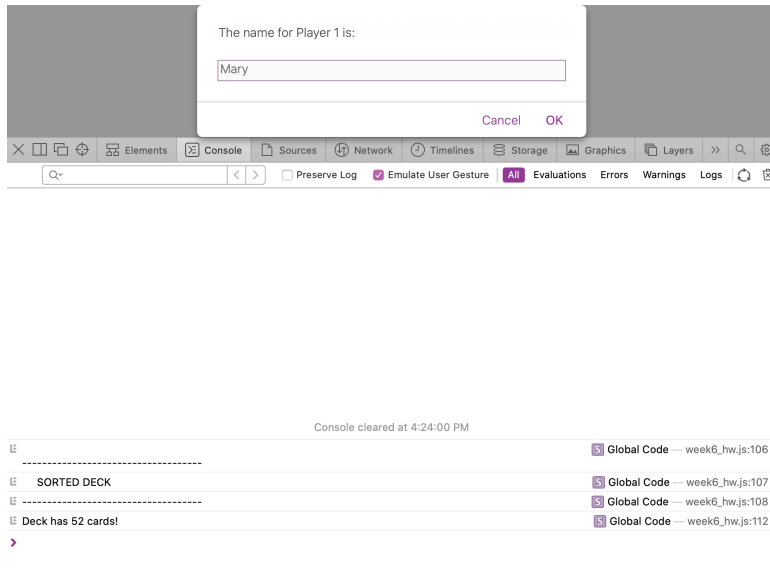 The name for Player 1 is:
Mary
Cancel OK
Elements Console Sources Network Timelines Storage Graphics Layers
Preserve Log Emulate User Gesture All Evaluations Errors Warnings Logs
Console cleared at 4:24:00 PM
S Global Code — week6_hw.js:106
------------------------------------
SORTED DECK S Global Code — week6_hw.js:107
------------------------------------ S Global Code — week6_hw.js:108
Deck has 52 cards! S Global Code — week6_hw.js:112